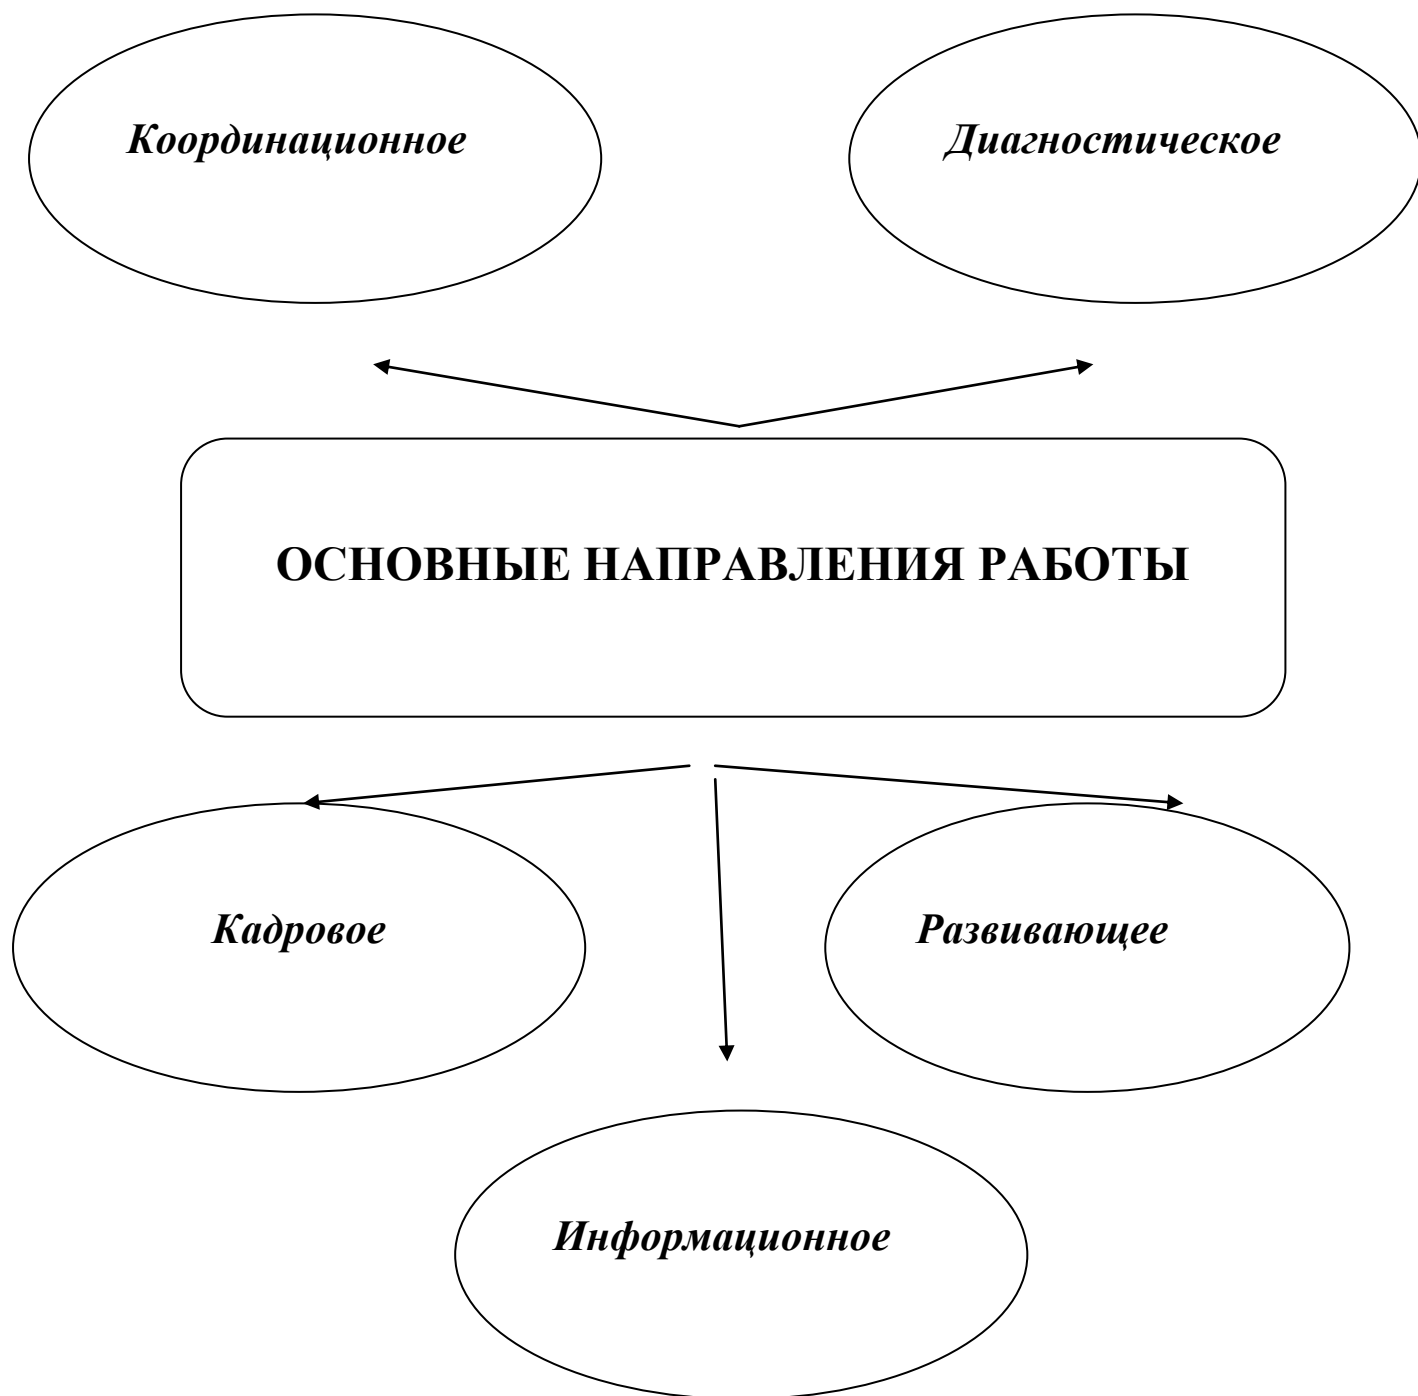 Координационное
Диагностическое
ОСНОВНЫЕ НАПРАВЛЕНИЯ РАБОТЫ
Кадровое
Развивающее
Информационное